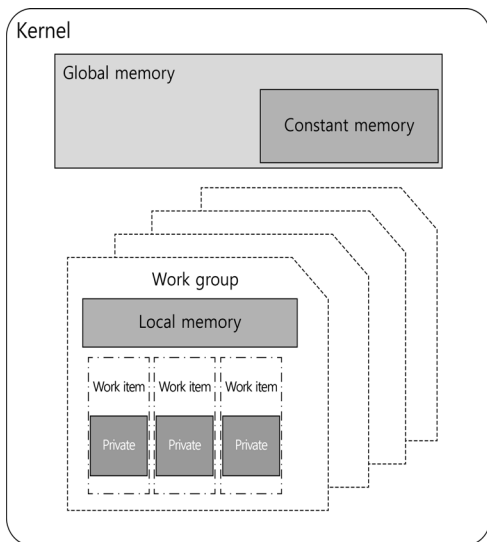 Kernel
Global memory
Constant memory
Work group
Local memory
Work item Work item Work item
Private Private Private